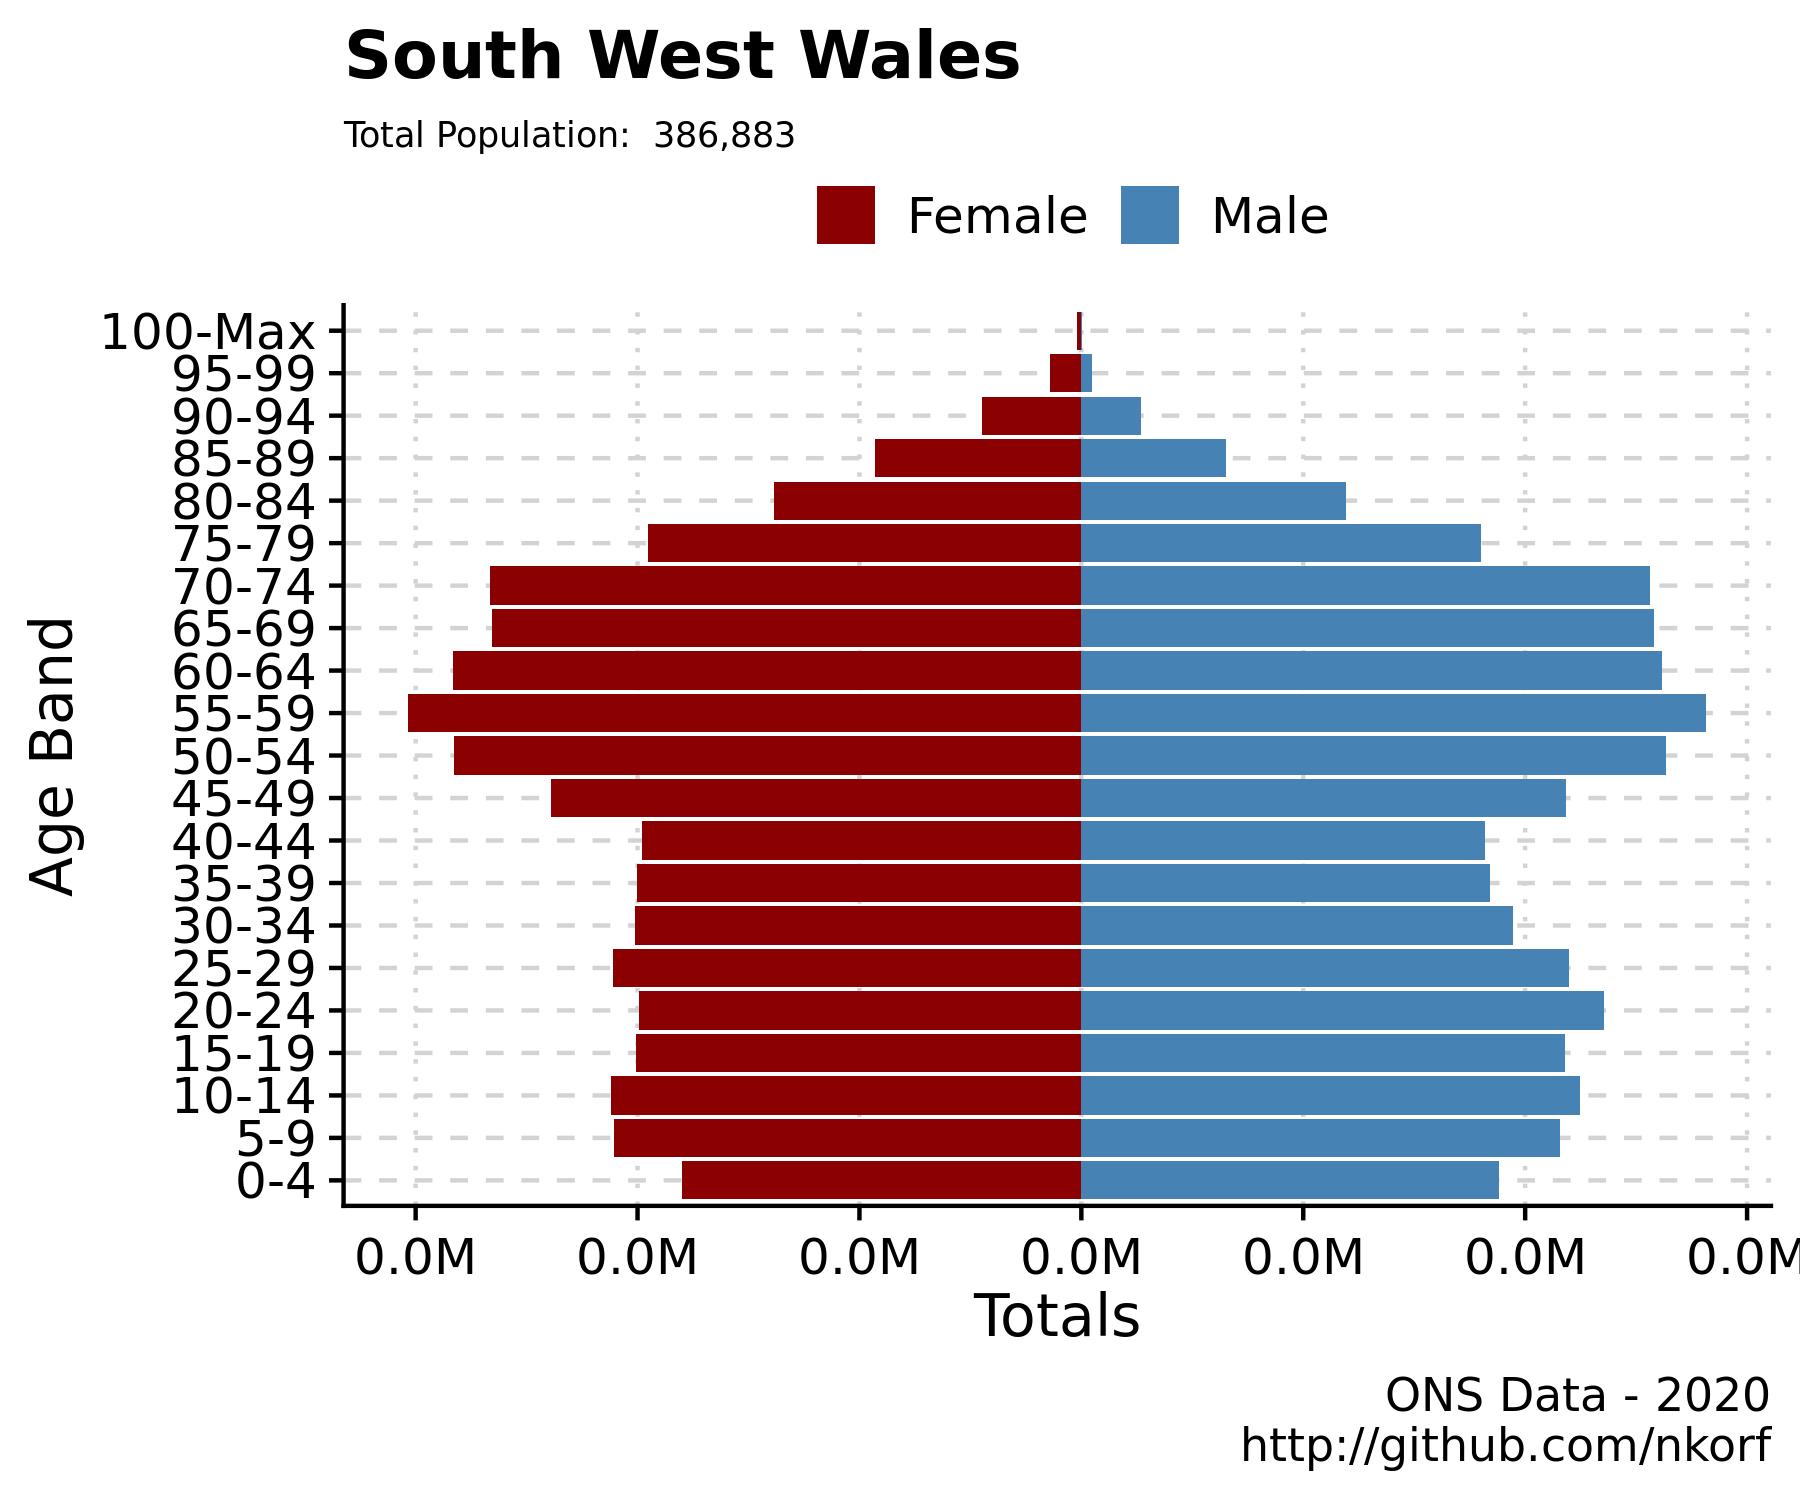 South West Wales
Total Population:  386,883
Female Male
100-Max
95-99
90-94
85-89
80-84
75-79
70-74
65-69
60-64
55-59
50-54
45-49
40-44
35-39
30-34
25-29
20-24
15-19
10-14
5-9
0-4
Age Band
0.0M 0.0M 0.0M 0.0M 0.0M 0.0M 0.0M
Totals
ONS Data - 2020
http://github.com/nkorf